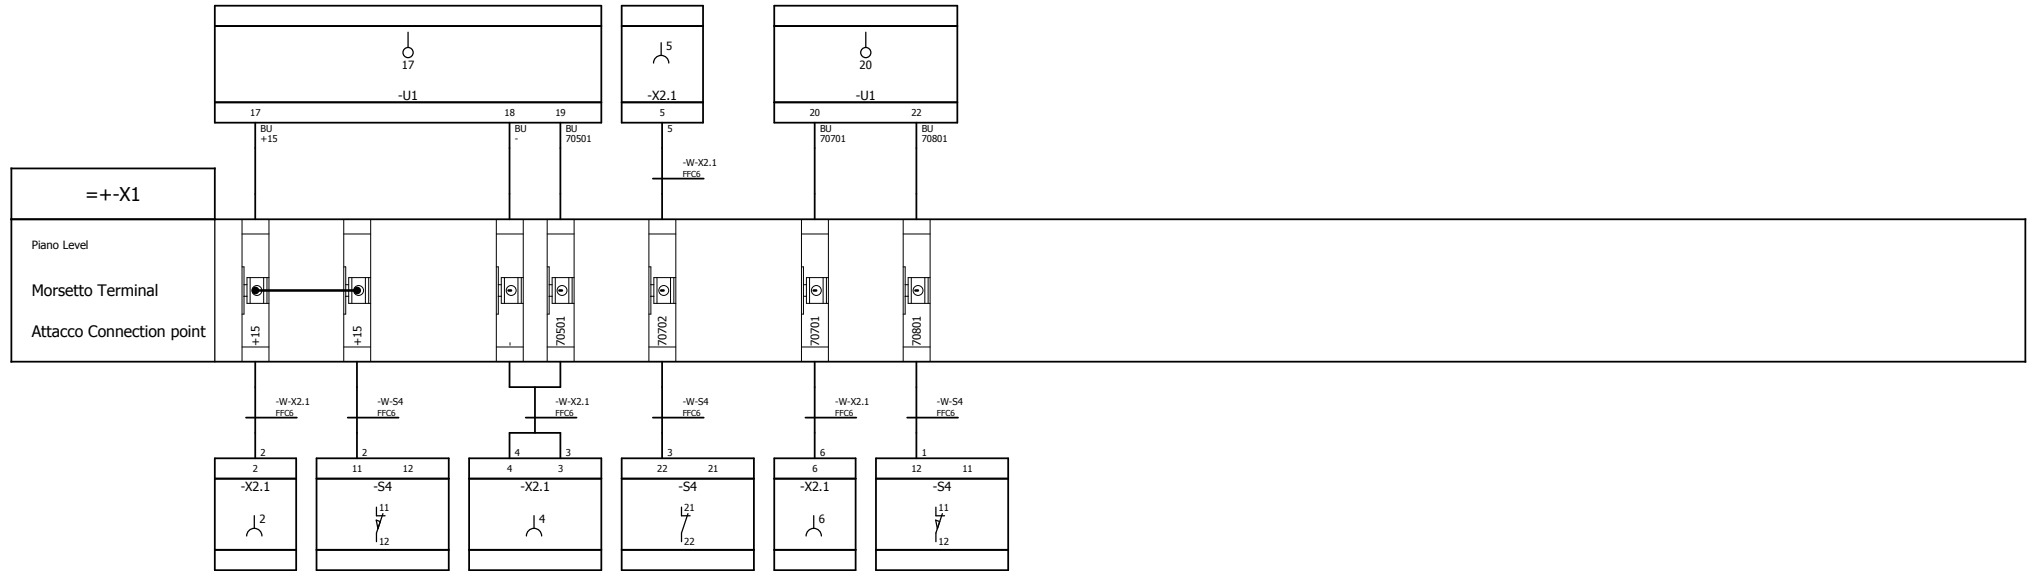 5
17
20
-U1
-X2.1
-U1
17 18 19 5 20 22
BU BU BU 5 BU BU
+15 - 70501 70701 70801
-W-X2.1
FFC6
=+-X1
Piano Level
Morsetto Terminal
Attacco Connection point
+15 +15 - 70501 70702 70701 70801
-W-X2.1 -W-S4 -W-X2.1 -W-S4 -W-X2.1 -W-S4
FFC6 FFC6 FFC6 FFC6 FFC6 FFC6
2 2 4 3 3 6 1
2 11 12 4 3 22 21 6 12 11
-X2.1 -S4 -X2.1 -S4 -X2.1 -S4
11 21 11
2 4 6
12 22 12